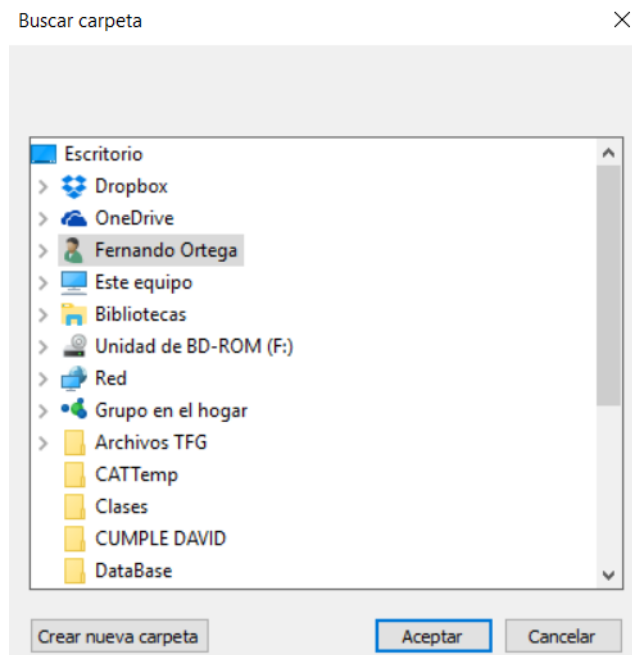 Buscar carpeta
Escritorio
Dropbox
OneDrive
Fernando Ortega
Este equipo
Bibliotecas
Unidad de BD-ROM (F:)
Red
Grupo en el hogar
Archivos TFG
CATTemp
Clases
CUMPLE DAVID
DataBase
Crear nueva carpeta
Aceptar
Cancelar